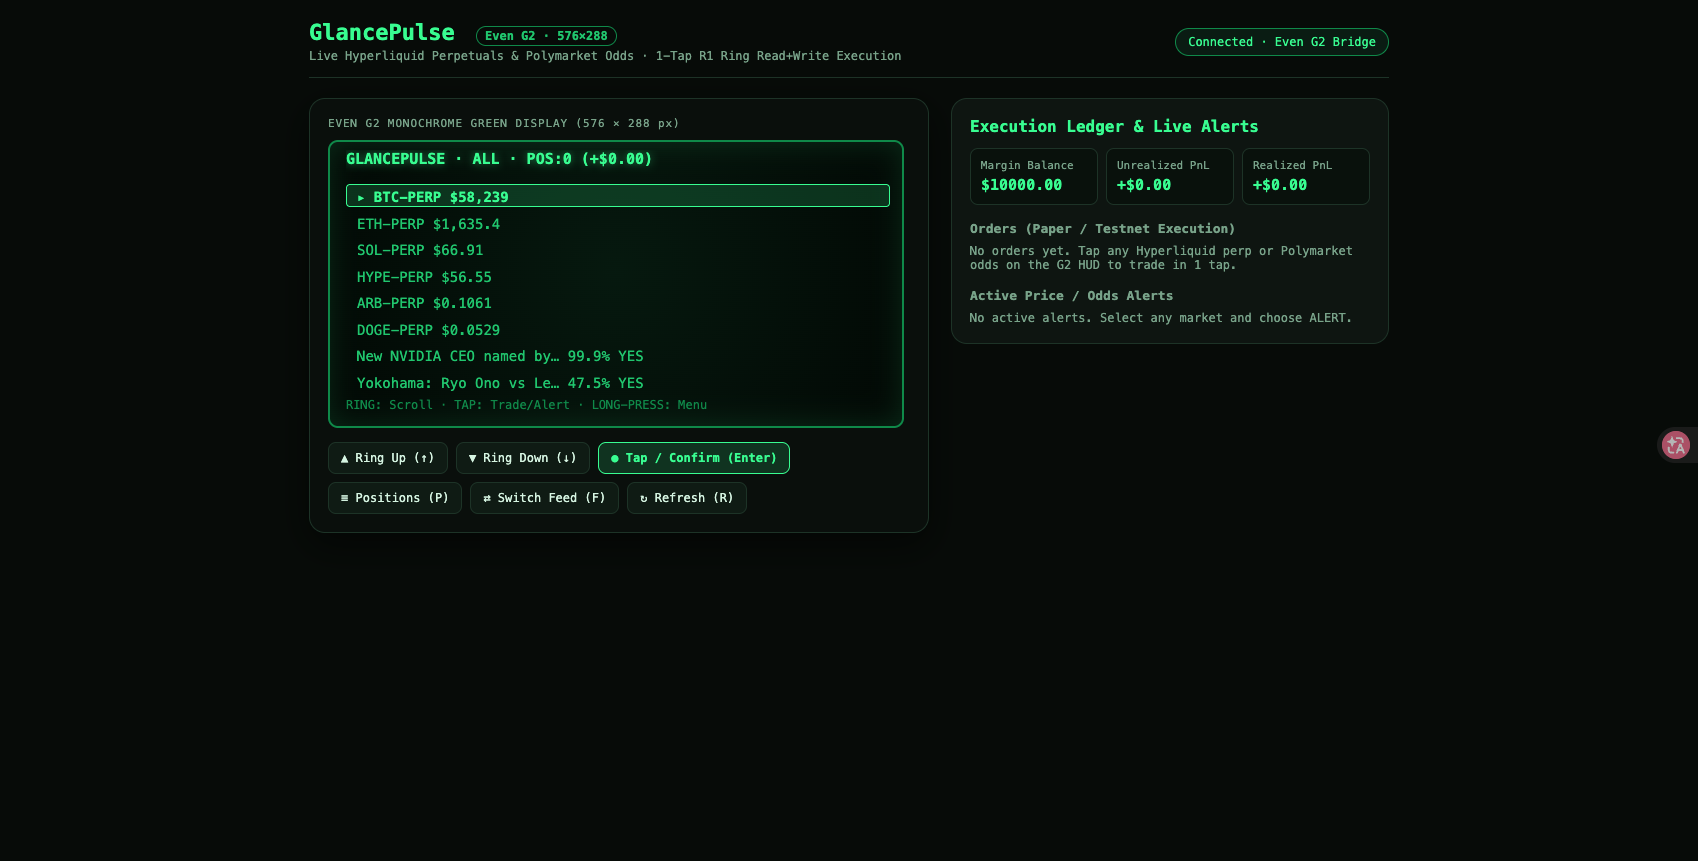 GlancePulse
Even G2 · 576×288
Live Hyperliquid Perpetuals & Polymarket Odds · 1-Tap R1 Ring Read+Write Execution
Connected · Even G2 Bridge
EVEN G2 MONOCHROME GREEN DISPLAY (576 × 288 px)
GLANCEPULSE · ALL · POS:0 (+$0.00)
▸ BTC-PERP $58,239
ETH-PERP $1,635.4
SOL-PERP $66.91
HYPE-PERP $56.55
ARB-PERP $0.1061
DOGE-PERP $0.0529
New NVIDIA CEO named by… 99.9% YES
Yokohama: Ryo Ono vs Le… 47.5% YES
RING: Scroll · TAP: Trade/Alert · LONG-PRESS: Menu
▲ Ring Up (↑)
▼ Ring Down (↓)
● Tap / Confirm (Enter)
≡ Positions (P)
⇄ Switch Feed (F)
↻ Refresh (R)
Execution Ledger & Live Alerts
Margin Balance
$10000.00
Unrealized PnL
+$0.00
Realized PnL
+$0.00
Orders (Paper / Testnet Execution)
No orders yet. Tap any Hyperliquid perp or Polymarket
odds on the G2 HUD to trade in 1 tap.
Active Price / Odds Alerts
No active alerts. Select any market and choose ALERT.